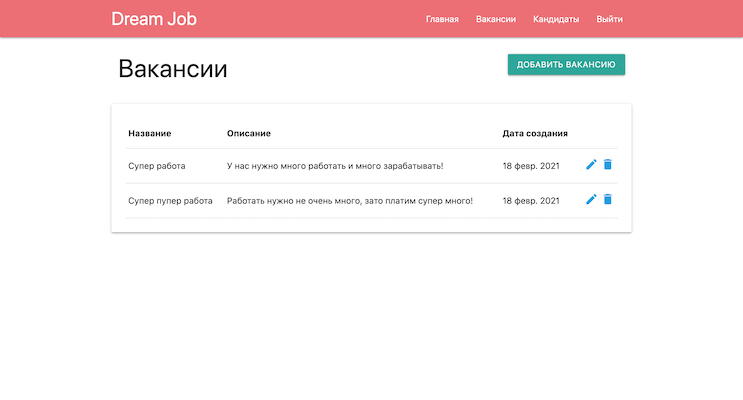 Dream Job Главная Вакансии Кандидаты Выйти
Вакансии ДОБАВИТЬ ВАКАНСИЮ
Название Описание Дата создания
Супер работа У нас нужно много работать и много зарабатывать! 18 февр. 2021
Супер пупер работа Работать нужно не очень много, зато платим супер много! 18 февр. 2021